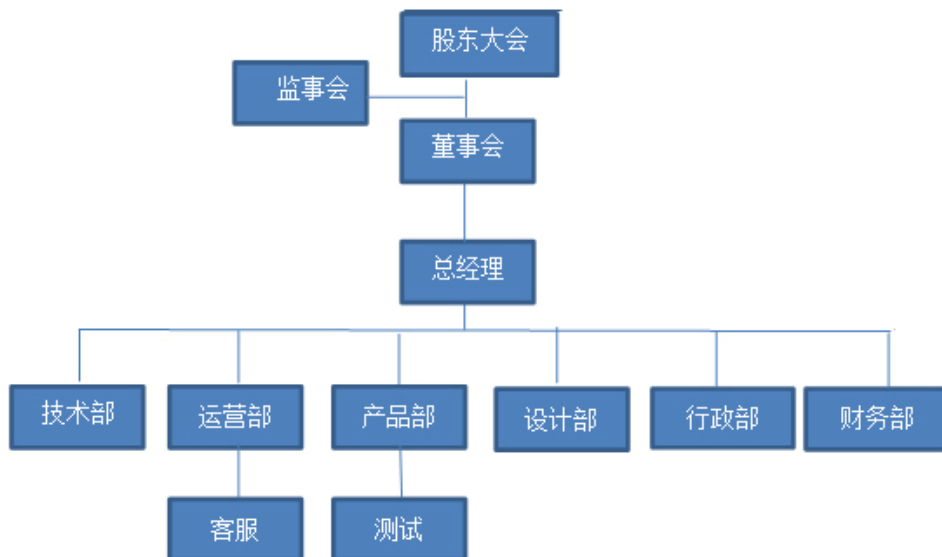 股东大会
监事会
董事会
总经理
技术部
运营部
产品部
设计部
行政部
财务部
客服
测试